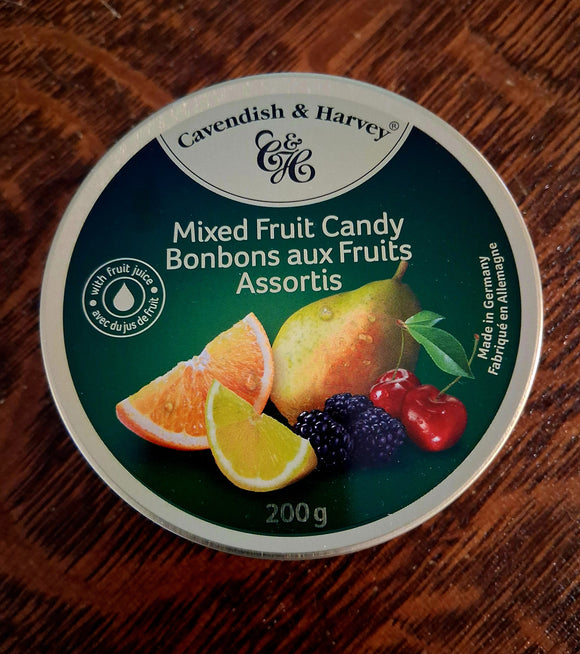 Cavendish & Harvey®
C&H
Mixed Fruit Candy
Bonbons aux Fruits
Assortis
with fruit juice
avec du jus de fruit
Made in Germany
Fabriqué en Allemagne
200g